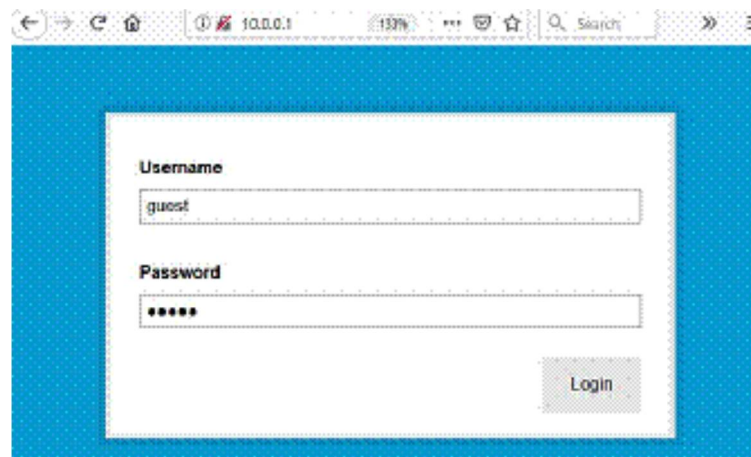 10.0.0.1 133% Search
Username
guest
Password
•••••
Login